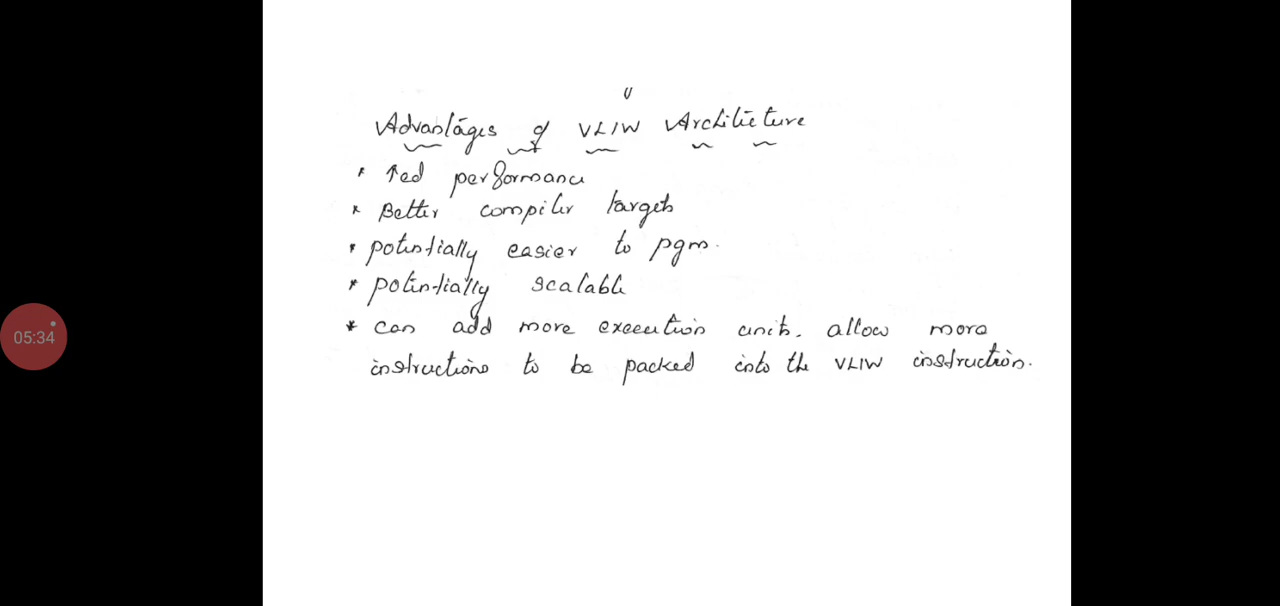 Advantages of VLIW Architecture
* ↑ed performance
* Better compiler targets
* potentially easier to pgm.
* potentially scalable
* can add more execution units. allow more
instructions to be packed into the VLIW instruction.
05:34